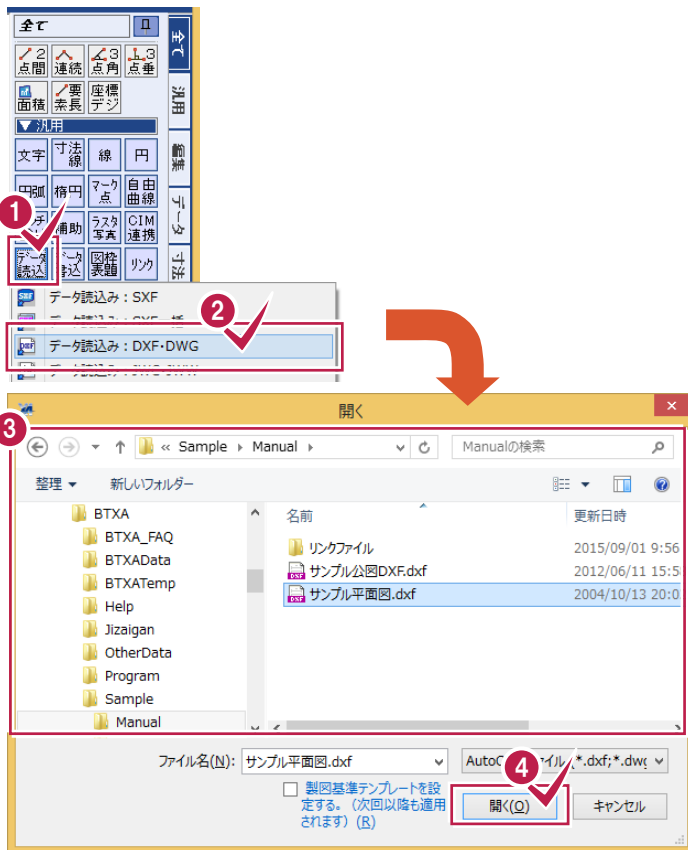 全て
2点間
連続
3点角
3点垂
面積
要素長
座標デジ
▼汎用
文字
寸法線
線
円
円弧
楕円
マーク点
自由曲線
補助
ラスタ写真
CIM連携
データ読込
データ書込
図枠表題
リンク
全て
汎用
編集
データ
寸法
1
データ読込み：SXF
2
データ読込み：DXF・DWG
開く
3
« Sample ▸ Manual ▸
Manualの検索
整理 ▼
新しいフォルダー
BTXA
BTXA_FAQ
BTXAData
BTXATemp
Help
Jizaigan
OtherData
Program
Sample
Manual
名前
更新日時
リンクファイル
2015/09/01 9:56
サンプル公図DXF.dxf
2012/06/11 15:5
サンプル平面図.dxf
2004/10/13 20:0
ファイル名(N):
サンプル平面図.dxf
(*.dxf;*.dwg
4
製図基準テンプレートを設
定する。（次回以降も適用
されます）(R)
開く(O)
キャンセル